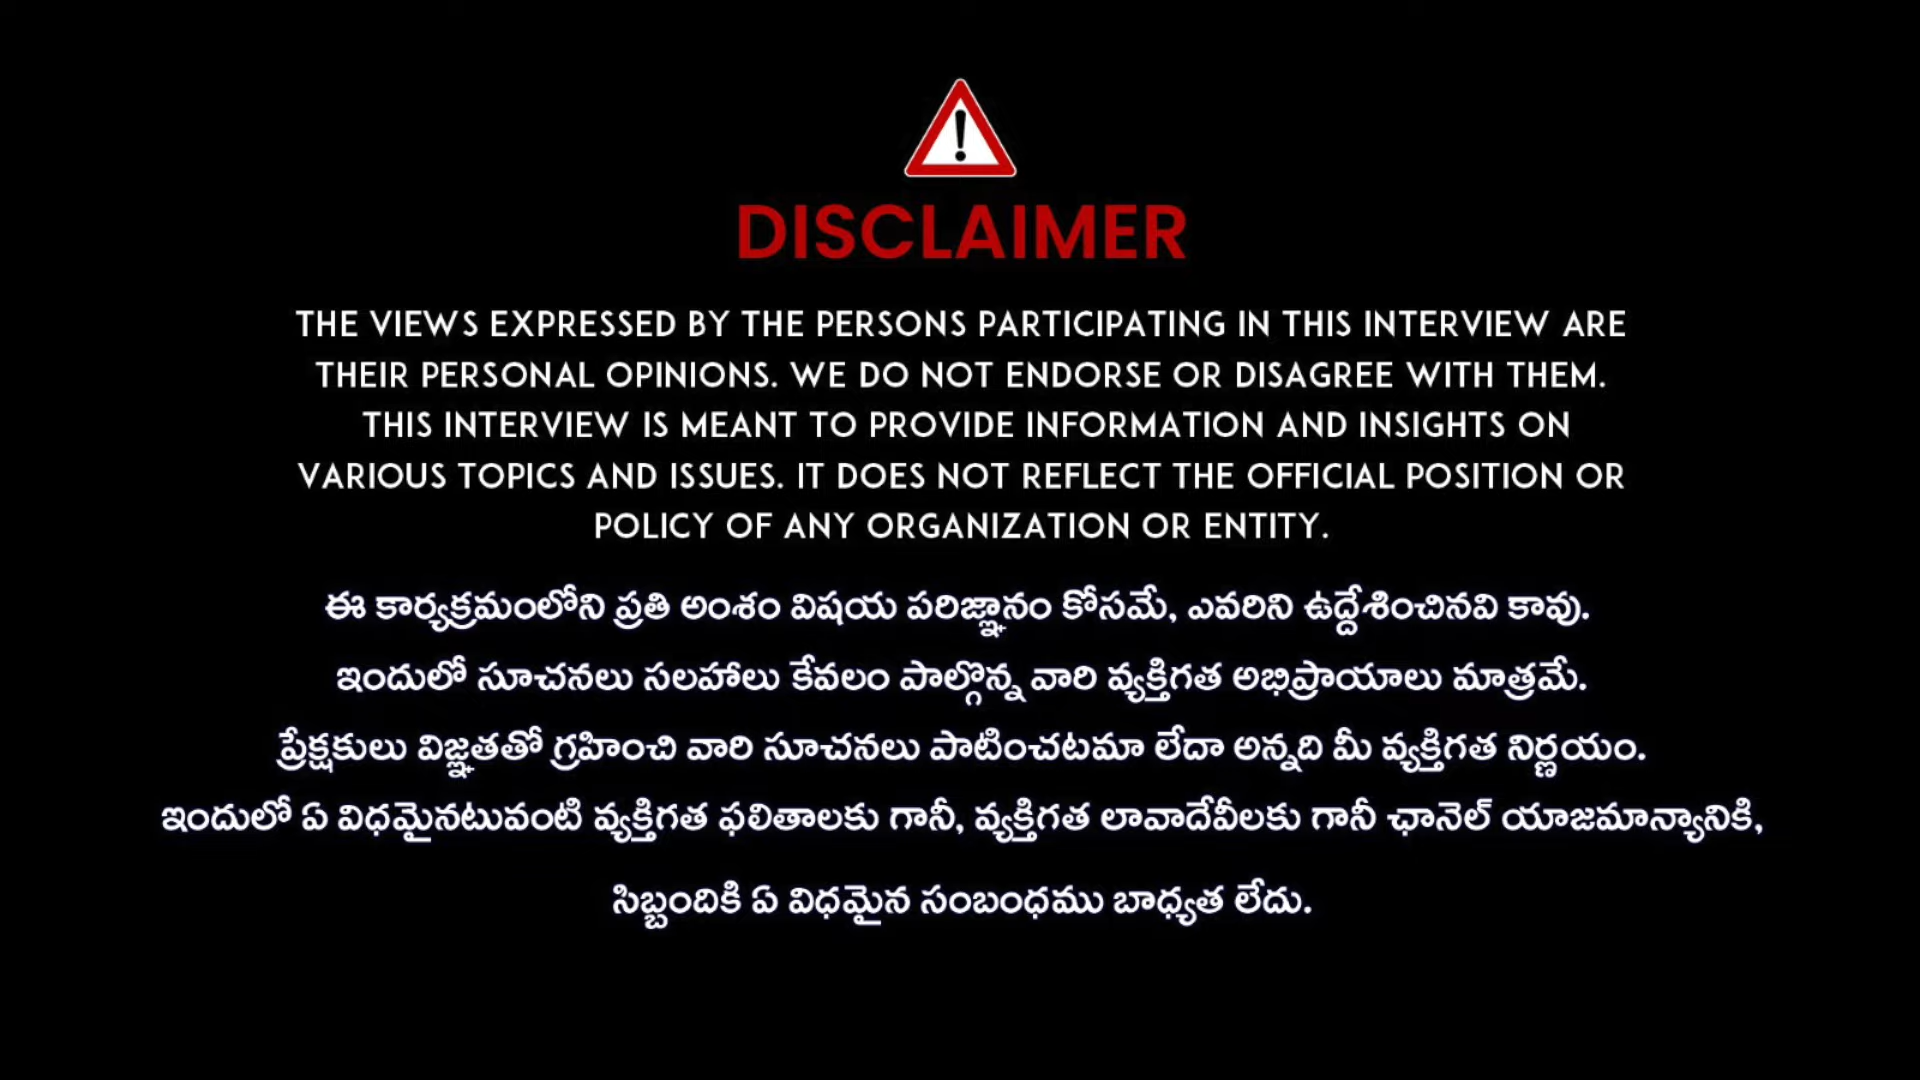 DISCLAIMER
THE VIEWS EXPRESSED BY THE PERSONS PARTICIPATING IN THIS INTERVIEW ARE
THEIR PERSONAL OPINIONS. WE DO NOT ENDORSE OR DISAGREE WITH THEM.
THIS INTERVIEW IS MEANT TO PROVIDE INFORMATION AND INSIGHTS ON
VARIOUS TOPICS AND ISSUES. IT DOES NOT REFLECT THE OFFICIAL POSITION OR
POLICY OF ANY ORGANIZATION OR ENTITY.
ఈ కార్యక్రమంలోని ప్రతి అంశం విషయ పరిజ్ఞానం కోసమే, ఎవరిని ఉద్దేశించినవి కావు.
ఇందులో సూచనలు సలహాలు కేవలం పాల్గొన్న వారి వ్యక్తిగత అభిప్రాయాలు మాత్రమే.
ప్రేక్షకులు విజ్ఞతతో గ్రహించి వారి సూచనలు పాటించటమా లేదా అన్నది మీ వ్యక్తిగత నిర్ణయం.
ఇందులో ఏ విధమైనటువంటి వ్యక్తిగత ఫలితాలకు గానీ, వ్యక్తిగత లావాదేవీలకు గానీ ఛానెల్ యాజమాన్యానికి,
సిబ్బందికి ఏ విధమైన సంబంధము బాధ్యత లేదు.